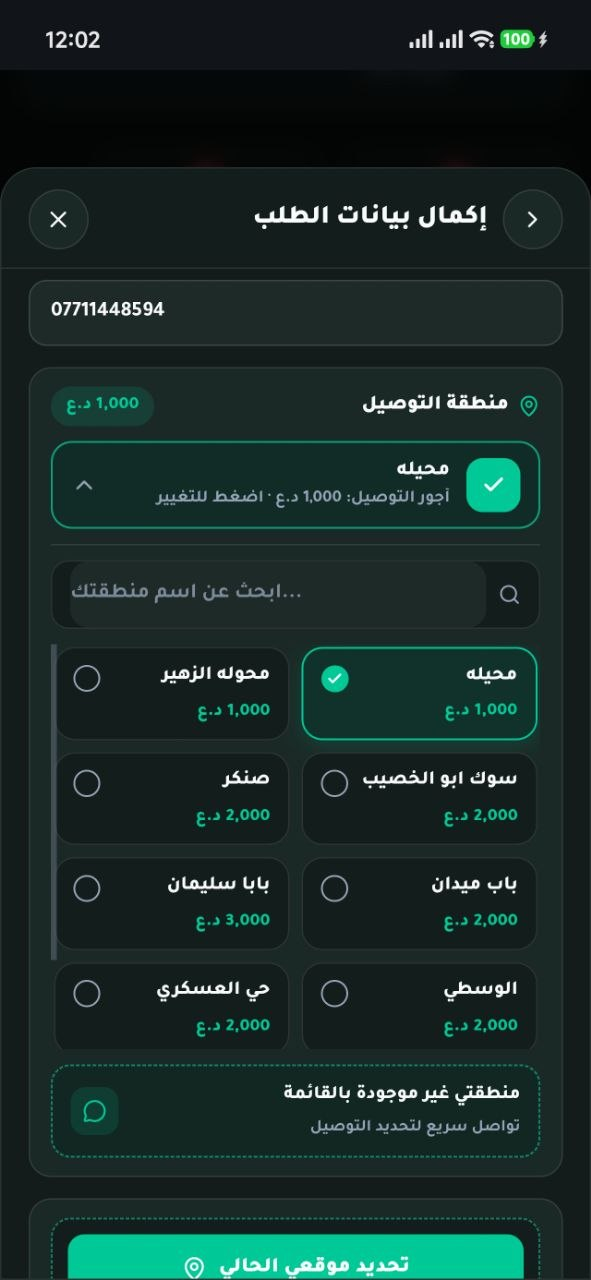 12:02
100
إكمال بيانات الطلب
07711448594
منطقة التوصيل
1,000 د.ع
محيله
أجور التوصيل: 1,000 د.ع · اضغط للتغيير
ابحث عن اسم منطقتك...
محيله
1,000 د.ع
محوله الزهير
1,000 د.ع
سوك ابو الخصيب
2,000 د.ع
صنكر
2,000 د.ع
باب ميدان
2,000 د.ع
بابا سليمان
3,000 د.ع
الوسطي
2,000 د.ع
حي العسكري
2,000 د.ع
منطقتي غير موجودة بالقائمة
تواصل سريع لتحديد التوصيل
تحديد موقعي الحالي